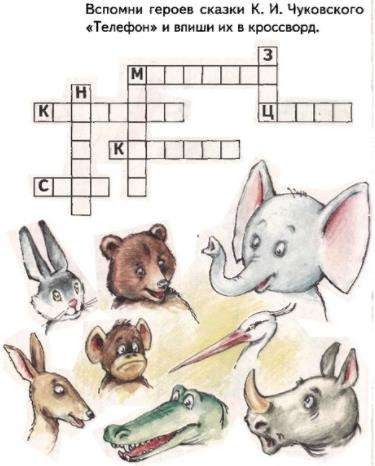 Вспомни героев сказки К. И. Чуковского
«Телефон» и впиши их в кроссворд.
З
М
Н
К
Ц
К
С